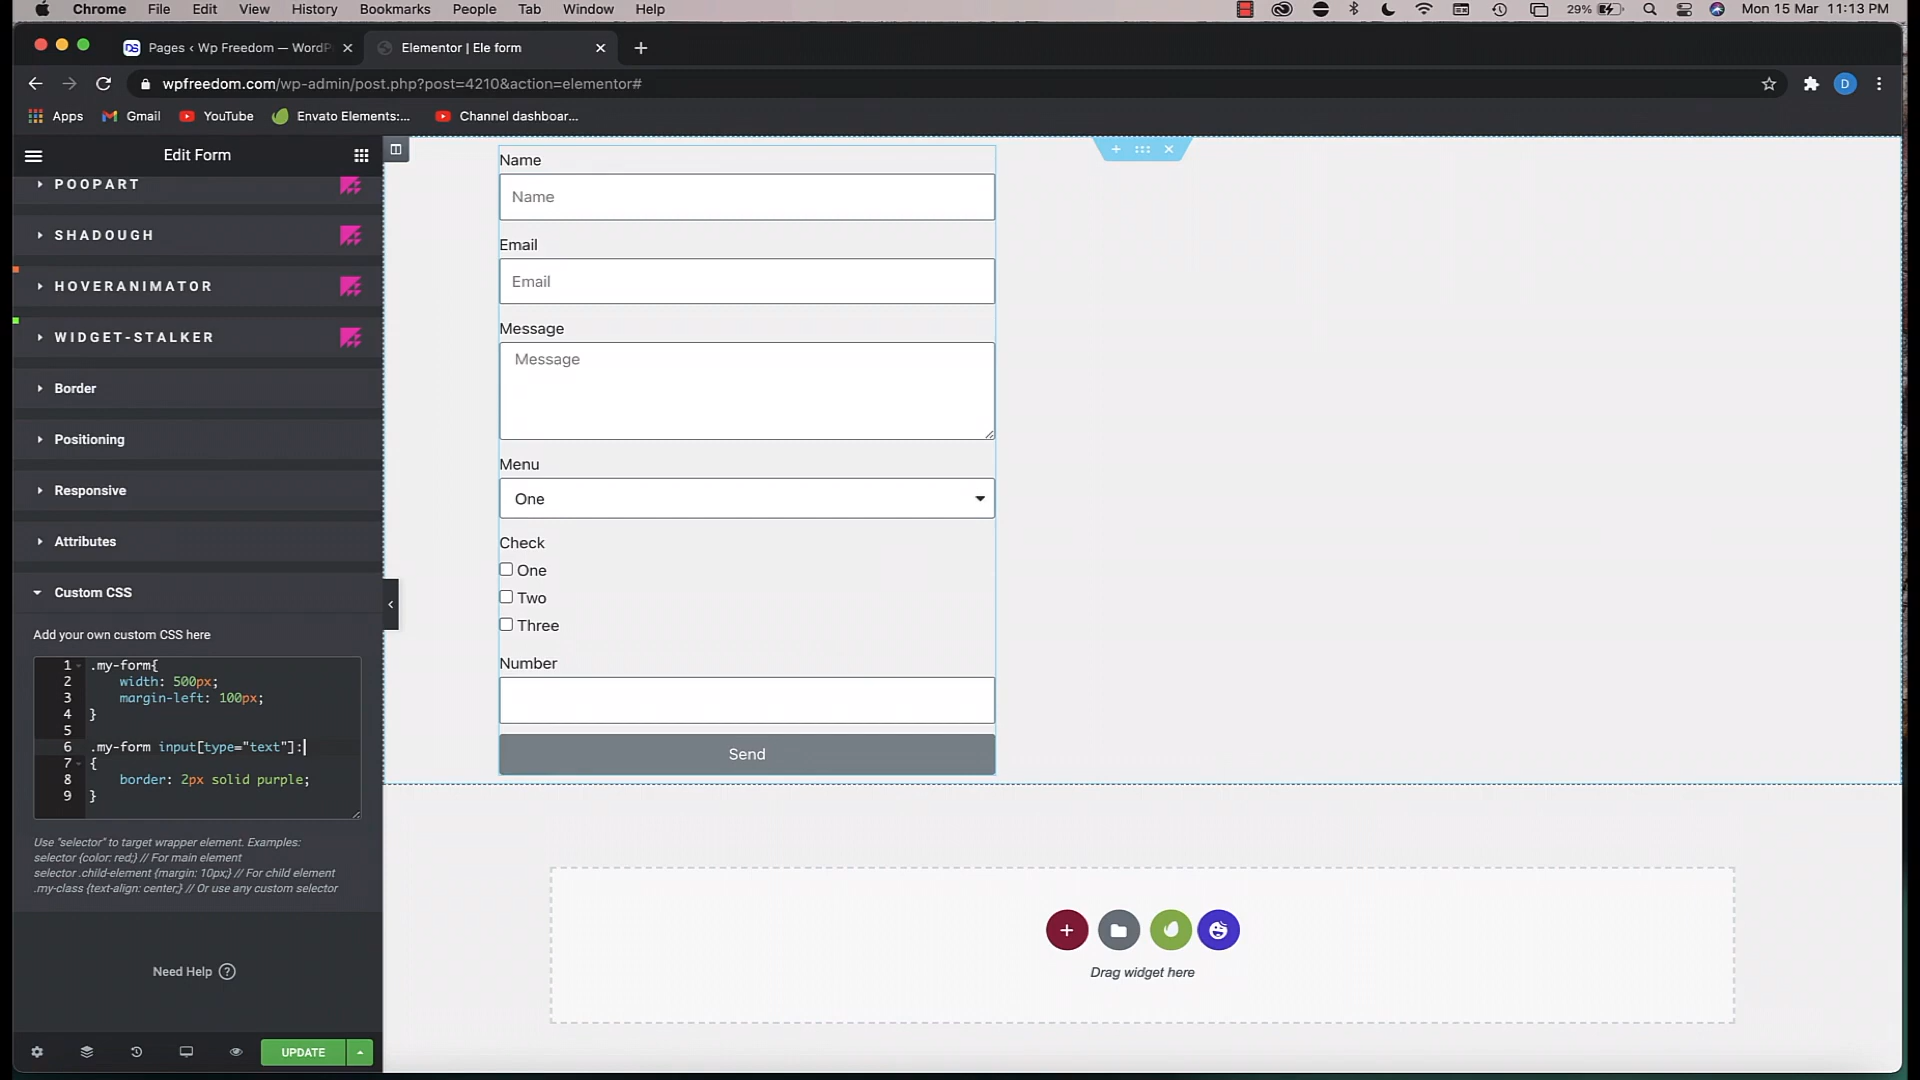 Chrome File Edit View History Bookmarks People Tab Window Help 29% Mon 15 Mar 11:13 PM
Pages ‹ Wp Freedom — WordP
Elementor | Ele form
wpfreedom.com/wp-admin/post.php?post=4210&action=elementor#
D
Apps Gmail YouTube Envato Elements:... Channel dashboar...
Edit Form
POOPART
SHADOUGH
HOVERANIMATOR
WIDGET-STALKER
Border
Positioning
Responsive
Attributes
Custom CSS
Add your own custom CSS here
1 .my-form{
2 width: 500px;
3 margin-left: 100px;
4 }
5
6 .my-form input[type="text"]:
7 {
8 border: 2px solid purple;
9 }
Use "selector" to target wrapper element. Examples:
selector {color: red;} // For main element
selector .child-element {margin: 10px;} // For child element
.my-class {text-align: center;} // Or use any custom selector
Need Help ?
UPDATE
Name
Name
Email
Email
Message
Message
Menu
One
Check
One
Two
Three
Number
Send
Drag widget here